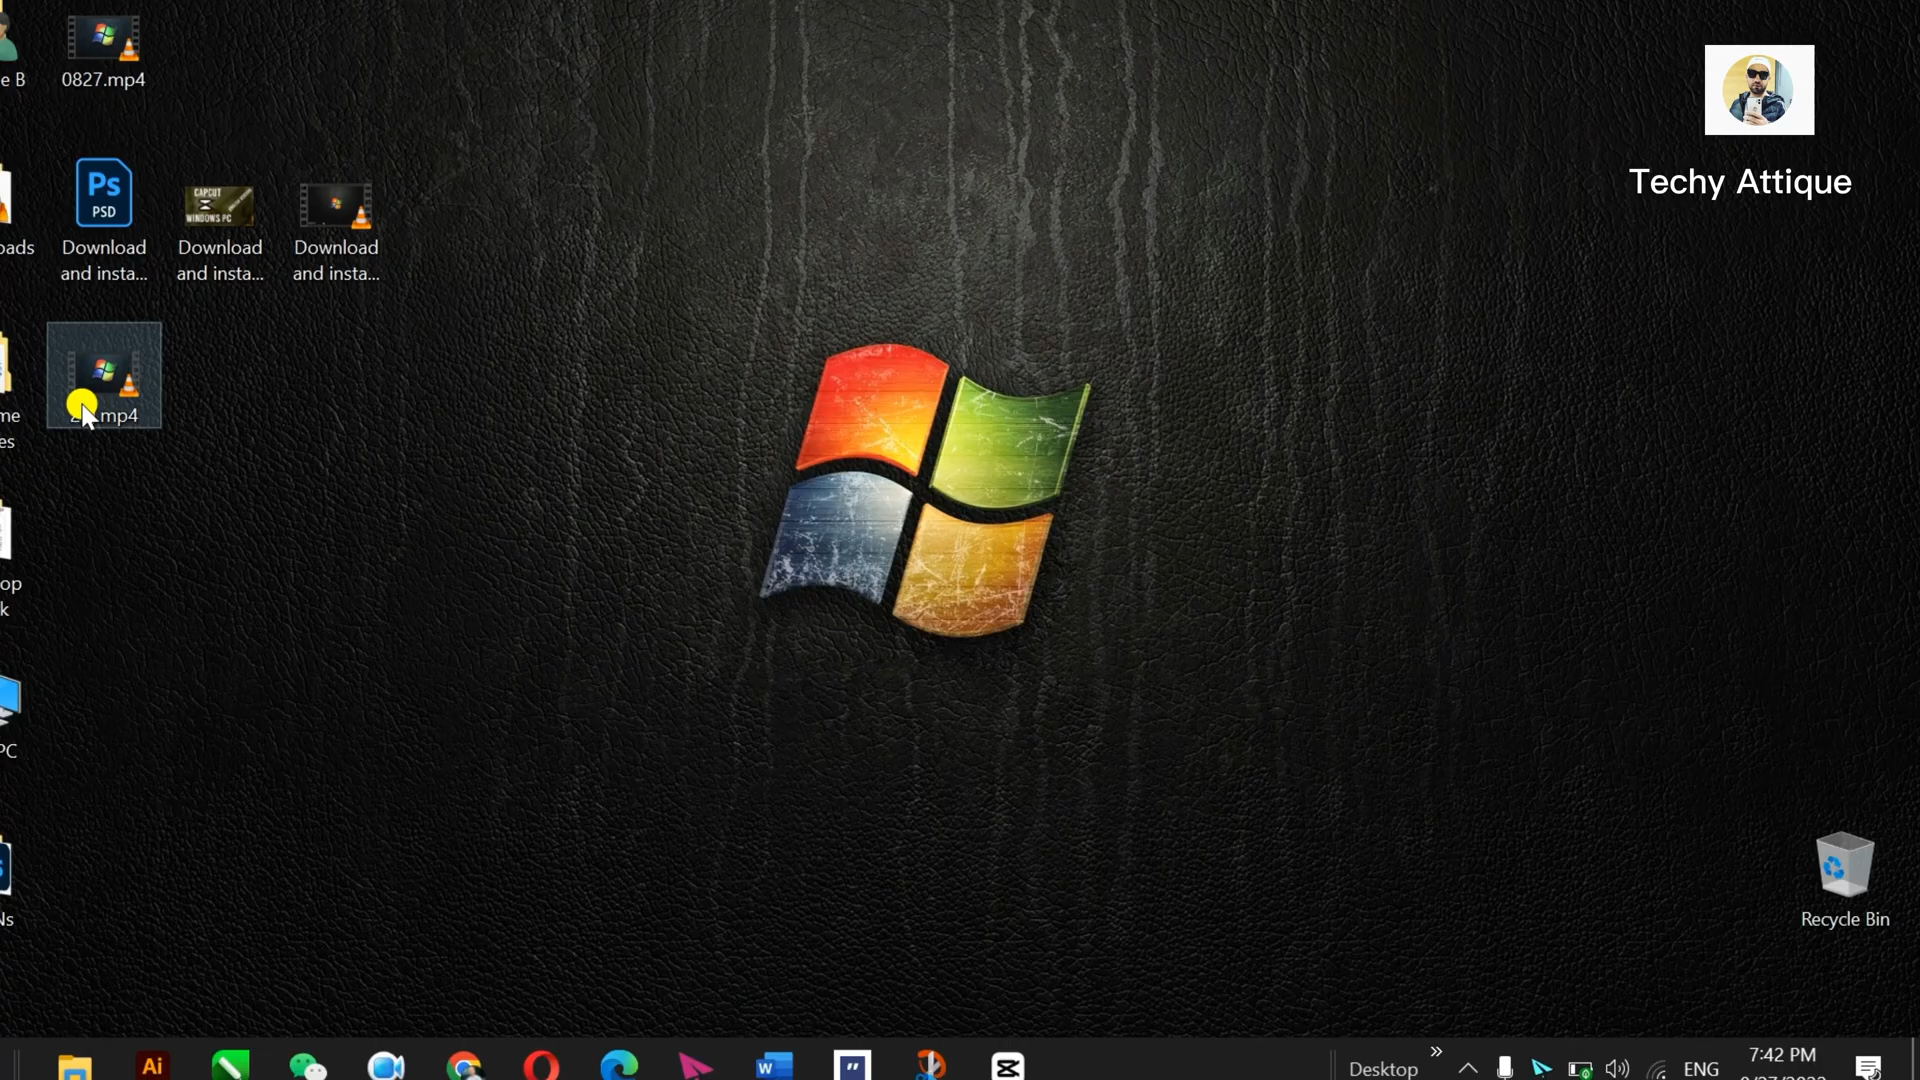 e B
0827.mp4
Techy Attique
Ps
PSD
CAPCUT
WINDOWS PC
oads
Download
and insta...
Download
and insta...
Download
and insta...
.mp4
me
es
op
k
PC
Ns
Recycle Bin
Ai
W
Desktop
ENG
7:42 PM